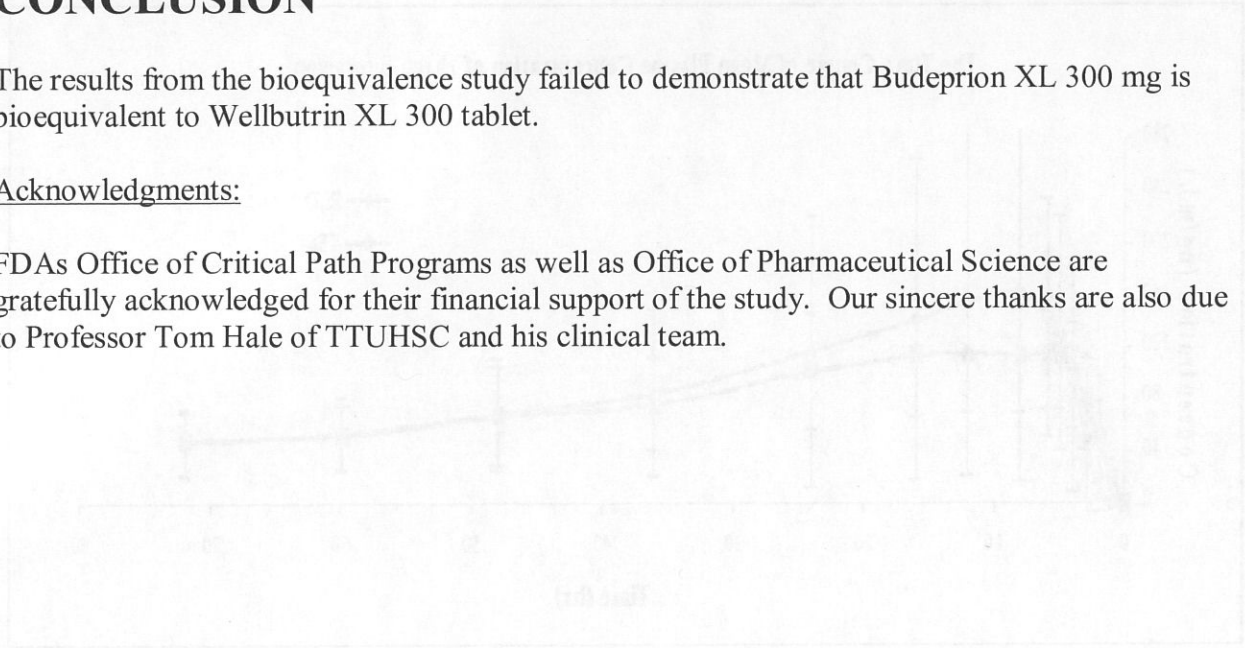 CONCLUSION
The results from the bioequivalence study failed to demonstrate that Budeprion XL 300 mg is
bioequivalent to Wellbutrin XL 300 tablet.
Acknowledgments:
FDAs Office of Critical Path Programs as well as Office of Pharmaceutical Science are
gratefully acknowledged for their financial support of the study. Our sincere thanks are also due
to Professor Tom Hale of TTUHSC and his clinical team.